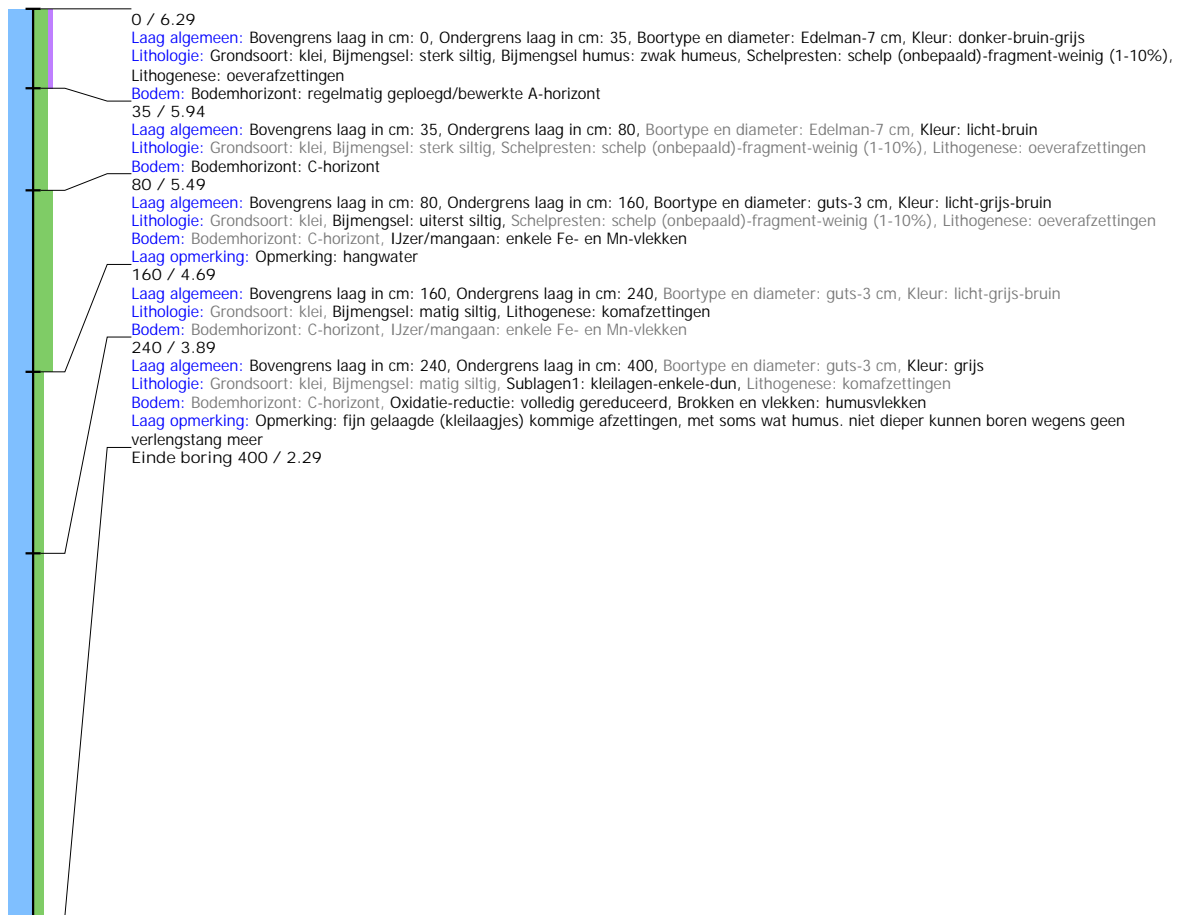 0 / 6.29
Laag algemeen: Bovengrens laag in cm: 0, Ondergrens laag in cm: 35, Boortype en diameter: Edelman-7 cm, Kleur: donker-bruin-grijs
Lithologie: Grondsoort: klei, Bijmengsel: sterk siltig, Bijmengsel humus: zwak humeus, Schelpresten: schelp (onbepaald)-fragment-weinig (1-10%),
Lithogenese: oeverafzettingen
Bodem: Bodemhorizont: regelmatig geploegd/bewerkte A-horizont
35 / 5.94
Laag algemeen: Bovengrens laag in cm: 35, Ondergrens laag in cm: 80, Boortype en diameter: Edelman-7 cm, Kleur: licht-bruin
Lithologie: Grondsoort: klei, Bijmengsel: sterk siltig, Schelpresten: schelp (onbepaald)-fragment-weinig (1-10%), Lithogenese: oeverafzettingen
Bodem: Bodemhorizont: C-horizont
80 / 5.49
Laag algemeen: Bovengrens laag in cm: 80, Ondergrens laag in cm: 160, Boortype en diameter: guts-3 cm, Kleur: licht-grijs-bruin
Lithologie: Grondsoort: klei, Bijmengsel: uiterst siltig, Schelpresten: schelp (onbepaald)-fragment-weinig (1-10%), Lithogenese: oeverafzettingen
Bodem: Bodemhorizont: C-horizont, IJzer/mangaan: enkele Fe- en Mn-vlekken
Laag opmerking: Opmerking: hangwater
160 / 4.69
Laag algemeen: Bovengrens laag in cm: 160, Ondergrens laag in cm: 240, Boortype en diameter: guts-3 cm, Kleur: licht-grijs-bruin
Lithologie: Grondsoort: klei, Bijmengsel: matig siltig, Lithogenese: komafzettingen
Bodem: Bodemhorizont: C-horizont, IJzer/mangaan: enkele Fe- en Mn-vlekken
240 / 3.89
Laag algemeen: Bovengrens laag in cm: 240, Ondergrens laag in cm: 400, Boortype en diameter: guts-3 cm, Kleur: grijs
Lithologie: Grondsoort: klei, Bijmengsel: matig siltig, Sublagen1: kleilagen-enkele-dun, Lithogenese: komafzettingen
Bodem: Bodemhorizont: C-horizont, Oxidatie-reductie: volledig gereduceerd, Brokken en vlekken: humusvlekken
Laag opmerking: Opmerking: fijn gelaagde (kleilaagjes) kommige afzettingen, met soms wat humus. niet dieper kunnen boren wegens geen
verlengstang meer
Einde boring 400 / 2.29